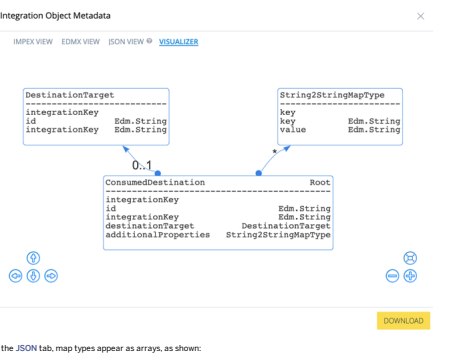 Integration Object Metadata
IMPEX VIEW EDMX VIEW JSON VIEW VISUALIZER
DestinationTarget
integrationKey
id Edm.String
integrationKey Edm.String
String2StringMapType
key
key Edm.String
value Edm.String
0..1
*
ConsumedDestination Root
integrationKey
id Edm.String
integrationKey Edm.String
destinationTarget DestinationTarget
additionalProperties String2StringMapType
DOWNLOAD
the JSON tab, map types appear as arrays, as shown: